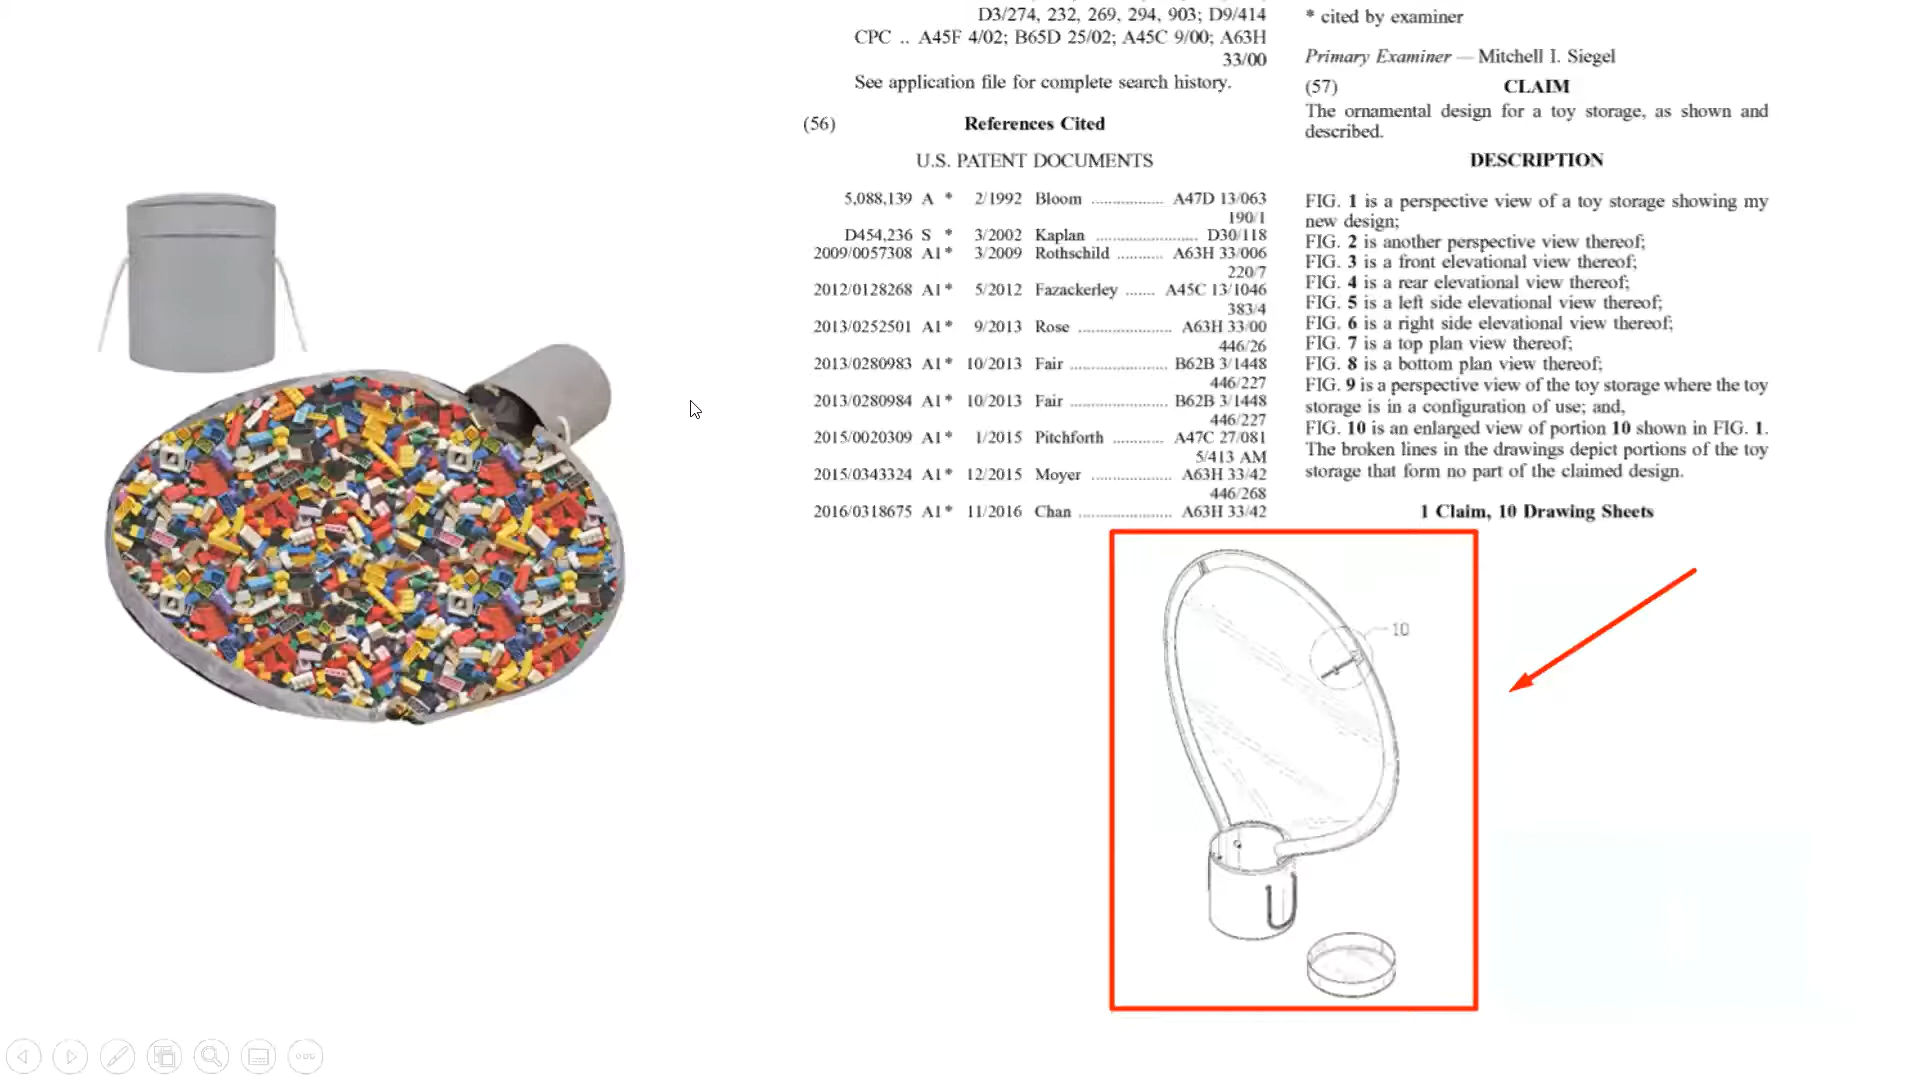 D3/274, 232, 269, 294, 903; D9/414
CPC .. A45F 4/02; B65D 25/02; A45C 9/00; A63H
33/00
See application file for complete search history.
(56) References Cited
U.S. PATENT DOCUMENTS
5,088,139 A * 2/1992 Bloom ................ A47D 13/063
190/1
D454,236 S * 3/2002 Kaplan ............................ D30/118
2009/0057308 A1 * 3/2009 Rothschild .......... A63H 33/006
220/7
2012/0128268 A1 * 5/2012 Fazackerley ....... A45C 13/1046
383/4
2013/0252501 A1 * 9/2013 Rose ...................... A63H 33/00
446/26
2013/0280983 A1 * 10/2013 Fair ....................... B62B 3/1448
446/227
2013/0280984 A1 * 10/2013 Fair ....................... B62B 3/1448
446/227
2015/0020309 A1 * 1/2015 Pitchforth ........... A47C 27/081
5/413 AM
2015/0343324 A1 * 12/2015 Moyer .................. A63H 33/42
446/268
2016/0318675 A1 * 11/2016 Chan ..................... A63H 33/42
* cited by examiner
Primary Examiner — Mitchell I. Siegel
(57) CLAIM
The ornamental design for a toy storage, as shown and
described.
DESCRIPTION
FIG. 1 is a perspective view of a toy storage showing my
new design;
FIG. 2 is another perspective view thereof;
FIG. 3 is a front elevational view thereof;
FIG. 4 is a rear elevational view thereof;
FIG. 5 is a left side elevational view thereof;
FIG. 6 is a right side elevational view thereof;
FIG. 7 is a top plan view thereof;
FIG. 8 is a bottom plan view thereof;
FIG. 9 is a perspective view of the toy storage where the toy
storage is in a configuration of use; and,
FIG. 10 is an enlarged view of portion 10 shown in FIG. 1.
The broken lines in the drawings depict portions of the toy
storage that form no part of the claimed design.
1 Claim, 10 Drawing Sheets
10